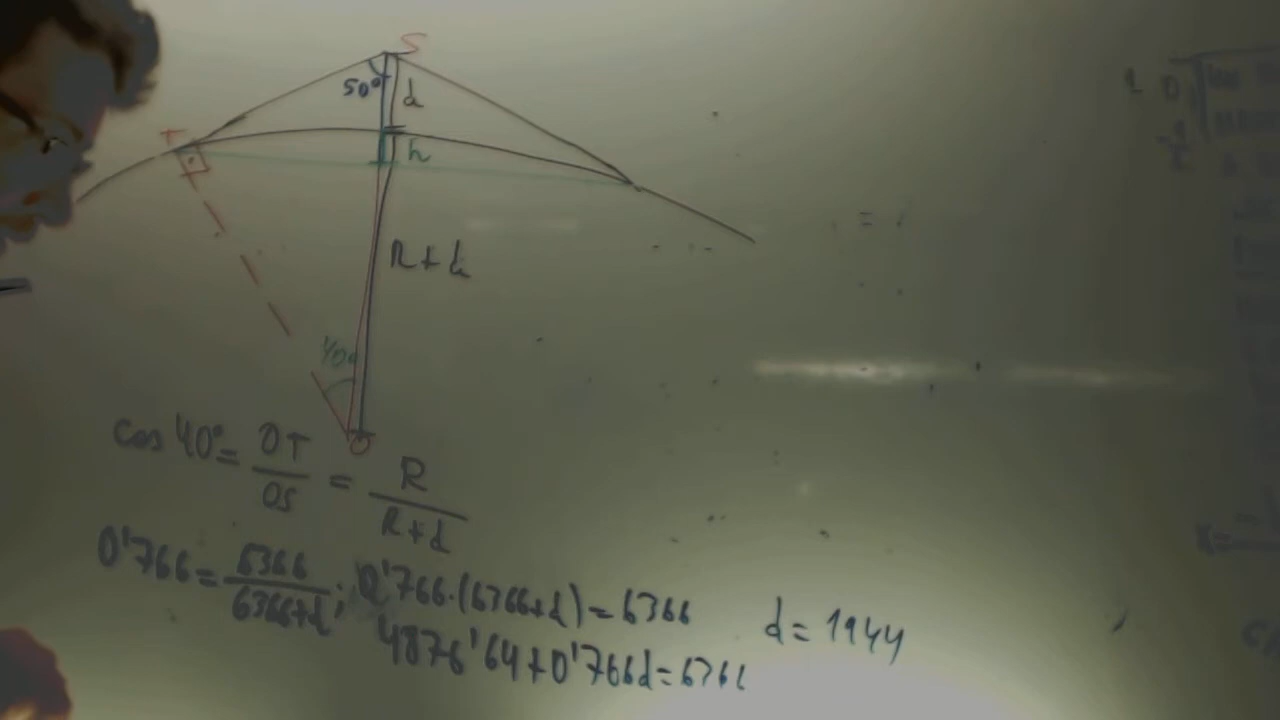 S
50°
d
T
h
R+d
40°
O
cos 40° = OT/OS = R/R+d
0'766 = 6366/6366+d ; 0'766·(6366+d) = 6366
d = 1944
4876'64 + 0'766d = 6366